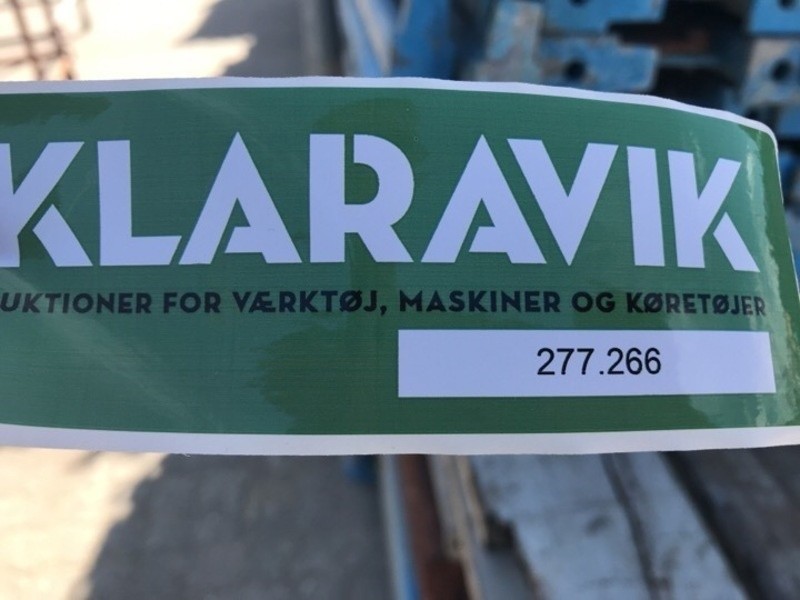 KLARAVIK
UKTIONER FOR VÆRKTØJ, MASKINER OG KØRETØJER
277.266